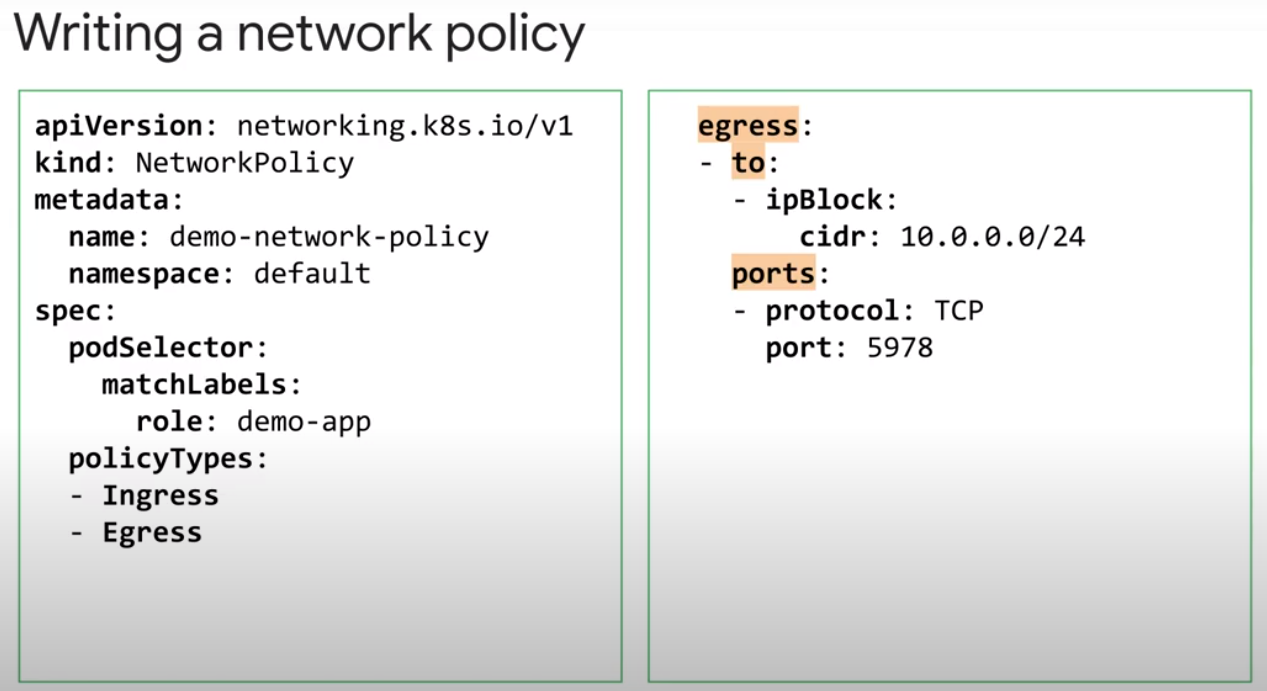 Writing a network policy
apiVersion: networking.k8s.io/v1
kind: NetworkPolicy
metadata:
  name: demo-network-policy
  namespace: default
spec:
  podSelector:
    matchLabels:
      role: demo-app
  policyTypes:
  - Ingress
  - Egress
egress:
- to:
  - ipBlock:
      cidr: 10.0.0.0/24
  ports:
  - protocol: TCP
    port: 5978